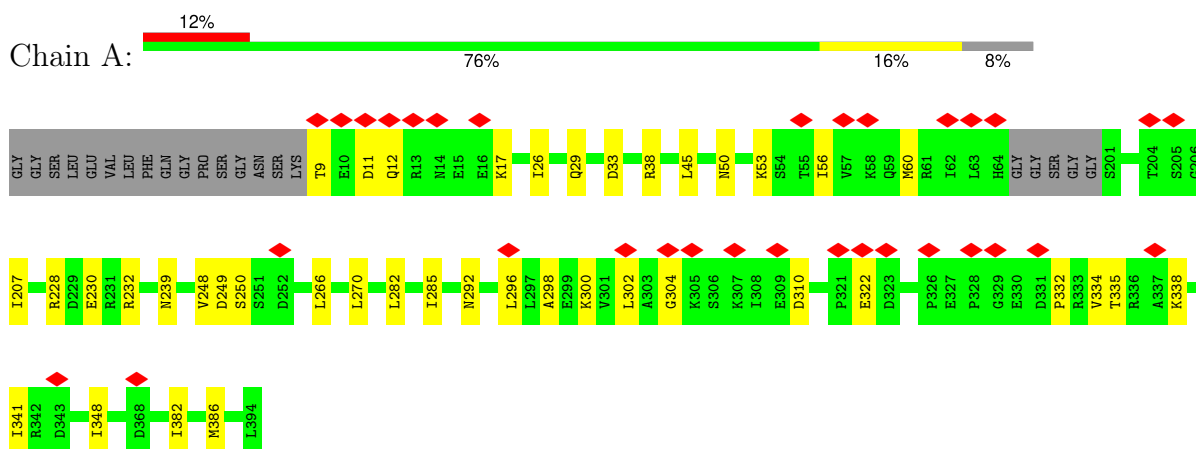 12%
Chain A:
76% 16% 8%
GLY GLY SER LEU GLU VAL LEU PHE GLN GLY PRO SER GLY ASN SER LYS T9 E10 D11 Q12 R13 N14 E15 E16 K17 I26 Q29 D33 R38 L45 N50 K53 S54 T55 I56 V57 K58 Q59 M60 R61 I62 L63 H64 GLY GLY SER GLY GLY S201 T204 S205 G206
I207 R228 D229 E230 R231 R232 N239 V248 D249 S250 S251 D252 L266 L270 L282 I285 N292 L296 L297 A298 E299 K300 V301 L302 A303 G304 K305 S306 K307 I308 E309 D310 P321 E322 D323 P326 E327 P328 G329 E330 D331 P332 R333 V334 T335 R336 A337 K338
I341 R342 D343 I348 D368 I382 M386 L394